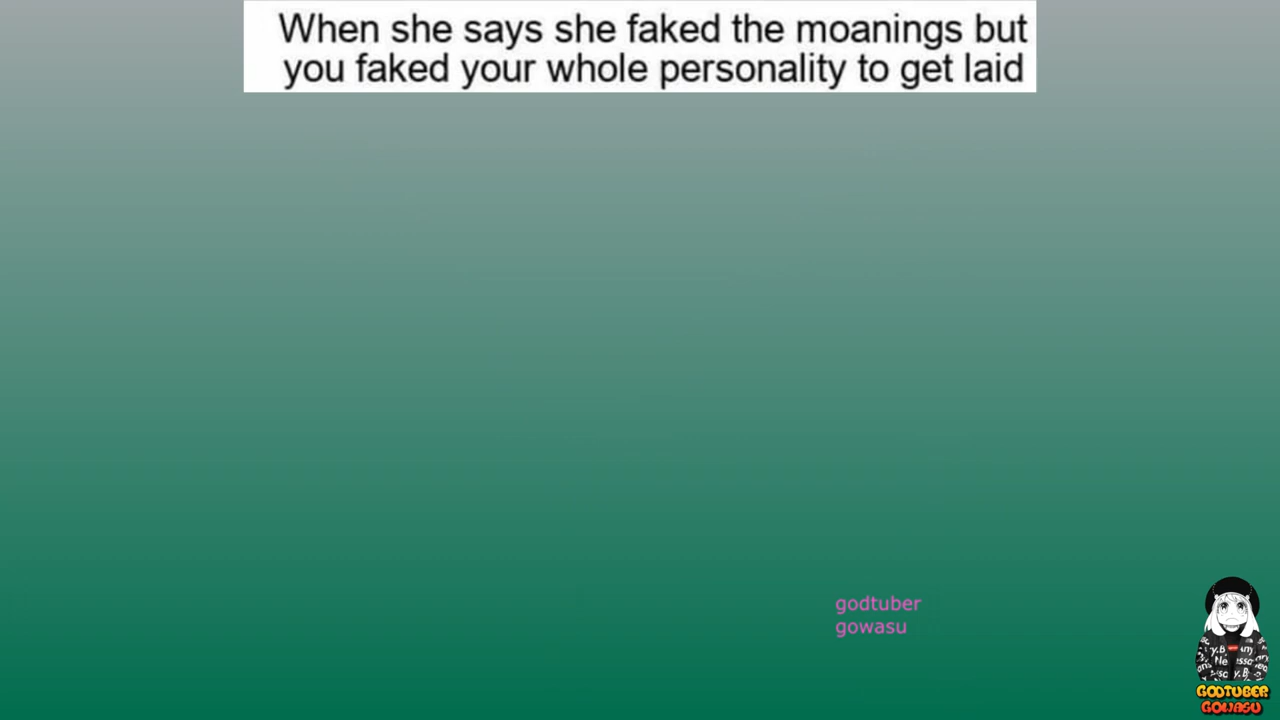 When she says she faked the moanings but
you faked your whole personality to get laid
godtuber
gowasu
GODTUBER
GOWASU